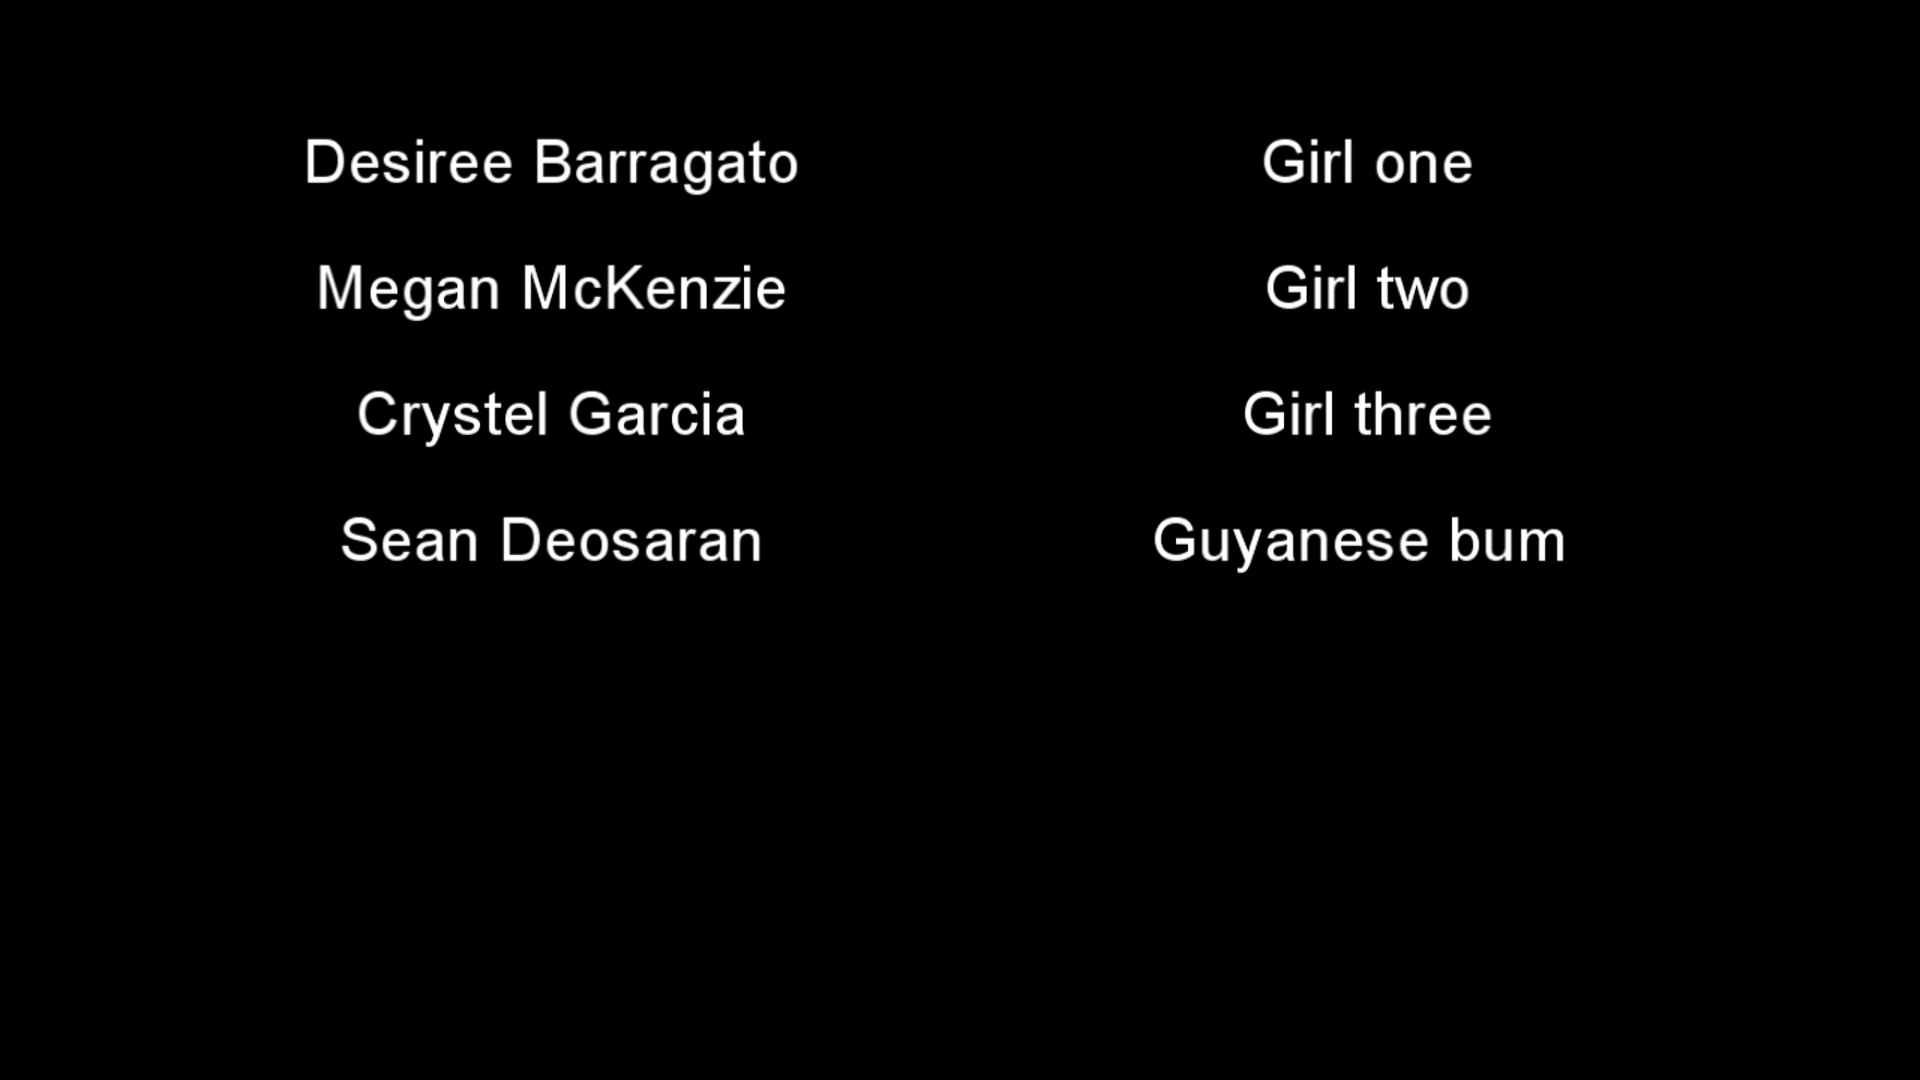 Desiree Barragato Girl one
Megan McKenzie Girl two
Crystel Garcia Girl three
Sean Deosaran Guyanese bum